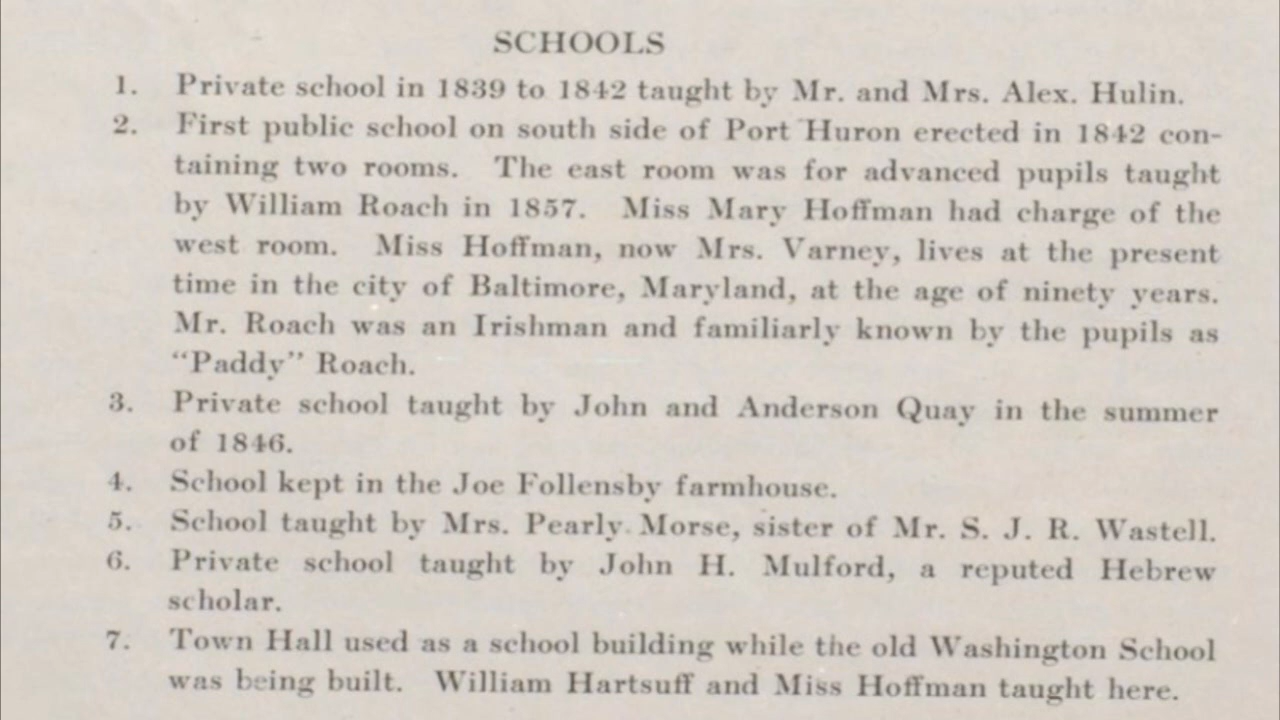 SCHOOLS
1. Private school in 1839 to 1842 taught by Mr. and Mrs. Alex. Hulin.
2. First public school on south side of Port Huron erected in 1842 con-
taining two rooms. The east room was for advanced pupils taught
by William Roach in 1857. Miss Mary Hoffman had charge of the
west room. Miss Hoffman, now Mrs. Varney, lives at the present
time in the city of Baltimore, Maryland, at the age of ninety years.
Mr. Roach was an Irishman and familiarly known by the pupils as
“Paddy” Roach.
3. Private school taught by John and Anderson Quay in the summer
of 1846.
4. School kept in the Joe Follensby farmhouse.
5. School taught by Mrs. Pearly Morse, sister of Mr. S. J. R. Wastell.
6. Private school taught by John H. Mulford, a reputed Hebrew
scholar.
7. Town Hall used as a school building while the old Washington School
was being built. William Hartsuff and Miss Hoffman taught here.